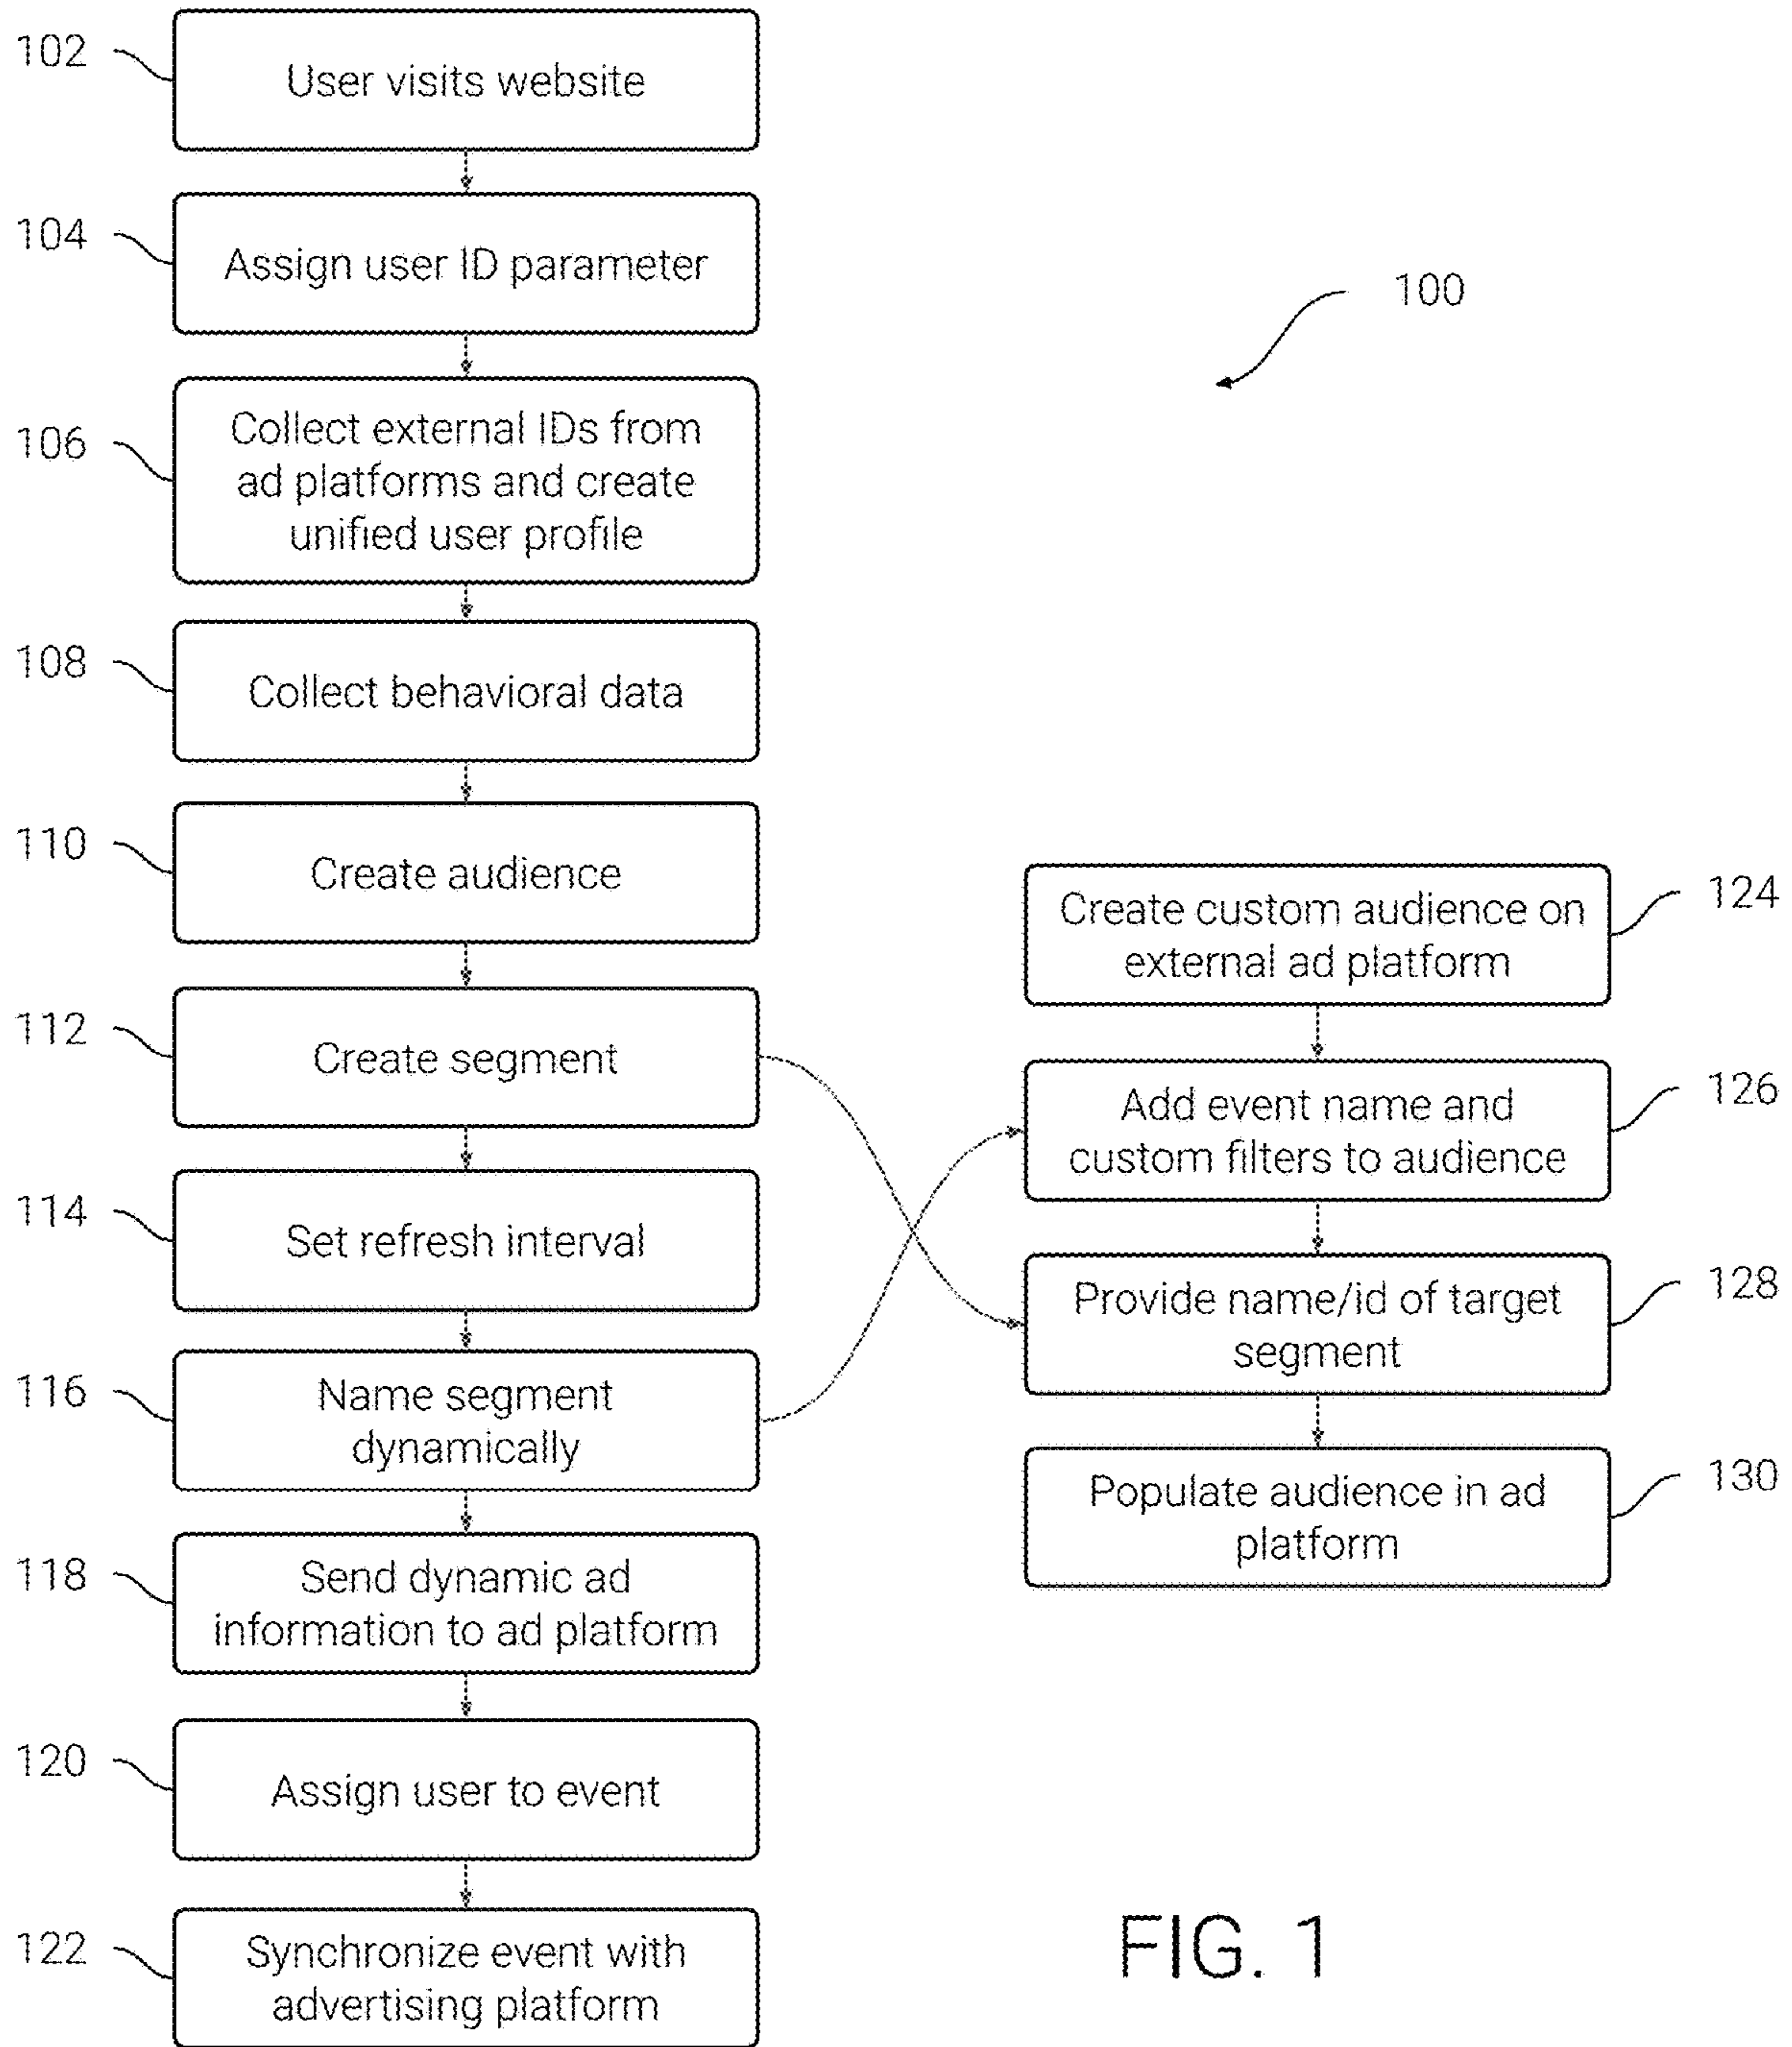 102
User visits website
104
Assign user ID parameter
100
106
Collect external IDs from
ad platforms and create
unified user profile
108
Collect behavioral data
110
Create audience
112
Create segment
114
Set refresh interval
116
Name segment
dynamically
118
Send dynamic ad
information to ad platform
120
Assign user to event
122
Synchronize event with
advertising platform
Create custom audience on
external ad platform
124
Add event name and
custom filters to audience
126
Provide name/id of target
segment
128
Populate audience in ad
platform
130
FIG. 1